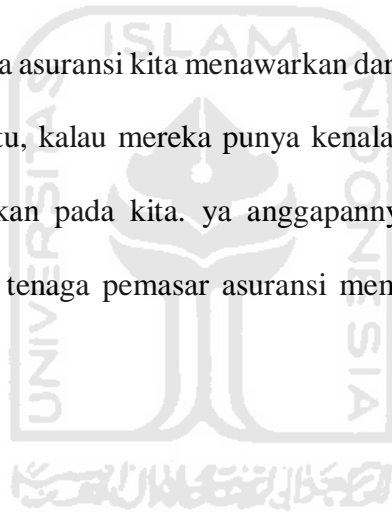 ISLAM
a asuransi kita menawarkan dar
tu, kalau mereka punya kenala
kan pada kita. ya anggapanny
tenaga pemasar asuransi men
UNIVERSITAS
INDONESIA